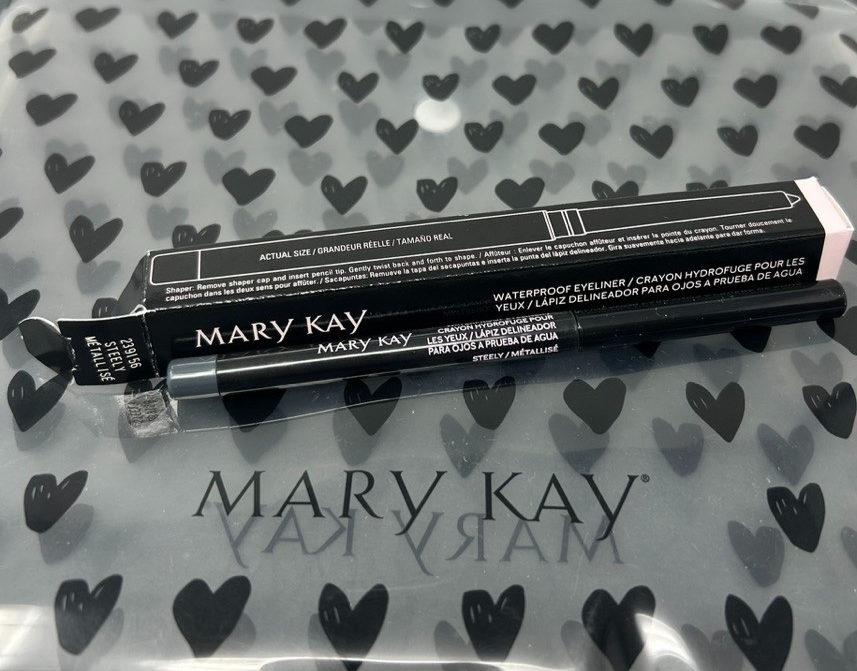 ACTUAL SIZE / GRANDEUR RÉELLE / TAMAÑO REAL
Shaper: Remove shaper cap and insert pencil tip. Gently twist back and forth to shape. / Affûteur : Enlever le capuchon affûteur et insérer la pointe du crayon. Tourner doucement le
capuchon dans les deux sens pour affûter. / Sacapuntas: Remueve la tapa del sacapuntas e inserta la punta del lápiz delineador. Gira suavemente hacia adelante para dar forma.
WATERPROOF EYELINER / CRAYON HYDROFUGE POUR LES
YEUX / LÁPIZ DELINEADOR PARA OJOS A PRUEBA DE AGUA
MARY KAY
239156
STEELY
MÉTALLISÉ
MARY KAY
CRAYON HYDROFUGE POUR
LES YEUX / LÁPIZ DELINEADOR
PARA OJOS A PRUEBA DE AGUA
STEELY / MÉTALLISÉ
MARY KAY®